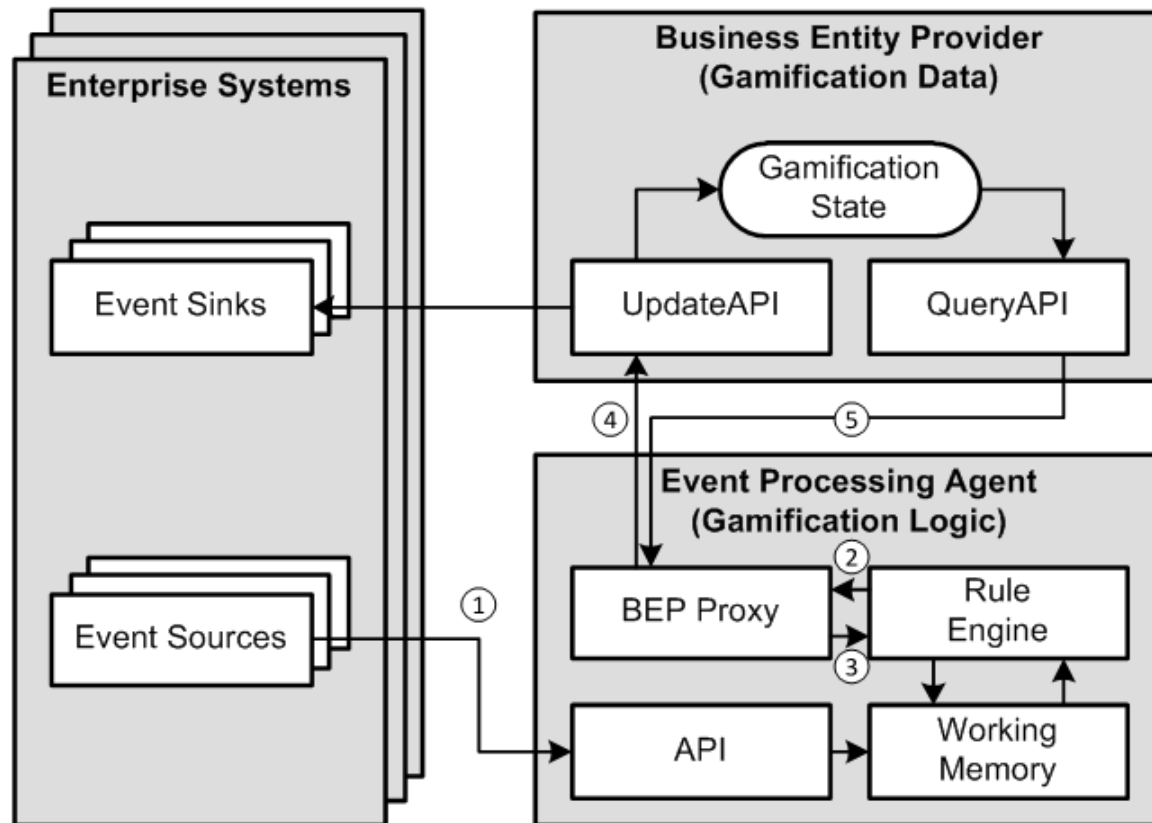 Enterprise Systems
Event Sinks
Event Sources
Business Entity Provider
(Gamification Data)
Gamification
State
UpdateAPI
QueryAPI
④
⑤
①
Event Processing Agent
(Gamification Logic)
BEP Proxy
②
③
Rule
Engine
API
Working
Memory